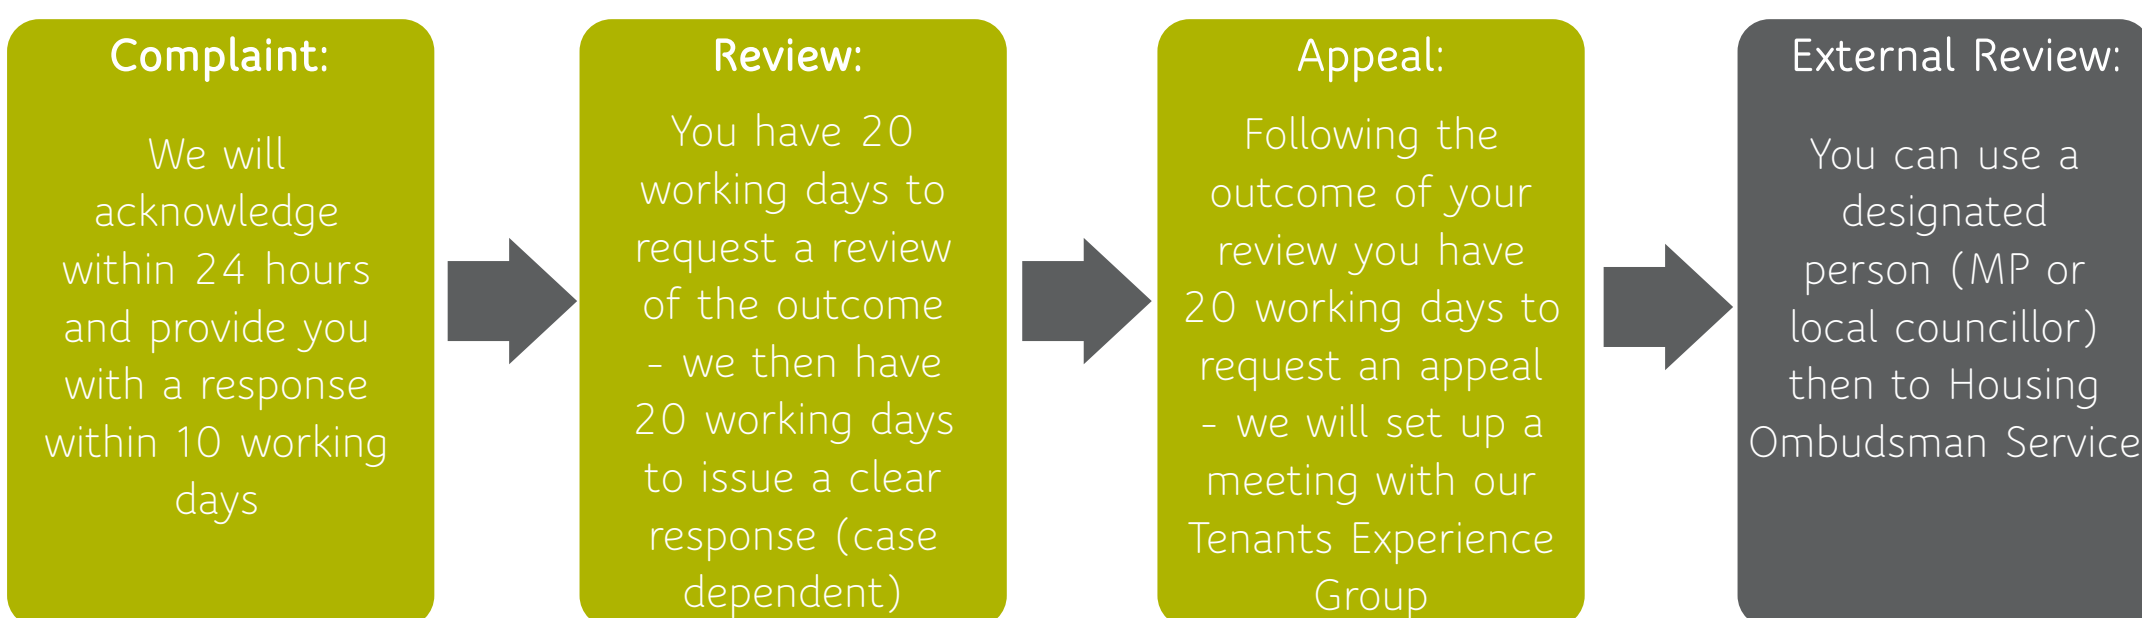 Complaint:
We will
acknowledge
within 24 hours
and provide you
with a response
within 10 working
days
Review:
You have 20
working days to
request a review
of the outcome
- we then have
20 working days
to issue a clear
response (case
dependent)
Appeal:
Following the
outcome of your
review you have
20 working days to
request an appeal
- we will set up a
meeting with our
Tenants Experience
Group
External Review:
You can use a
designated
person (MP or
local councillor)
then to Housing
Ombudsman Service